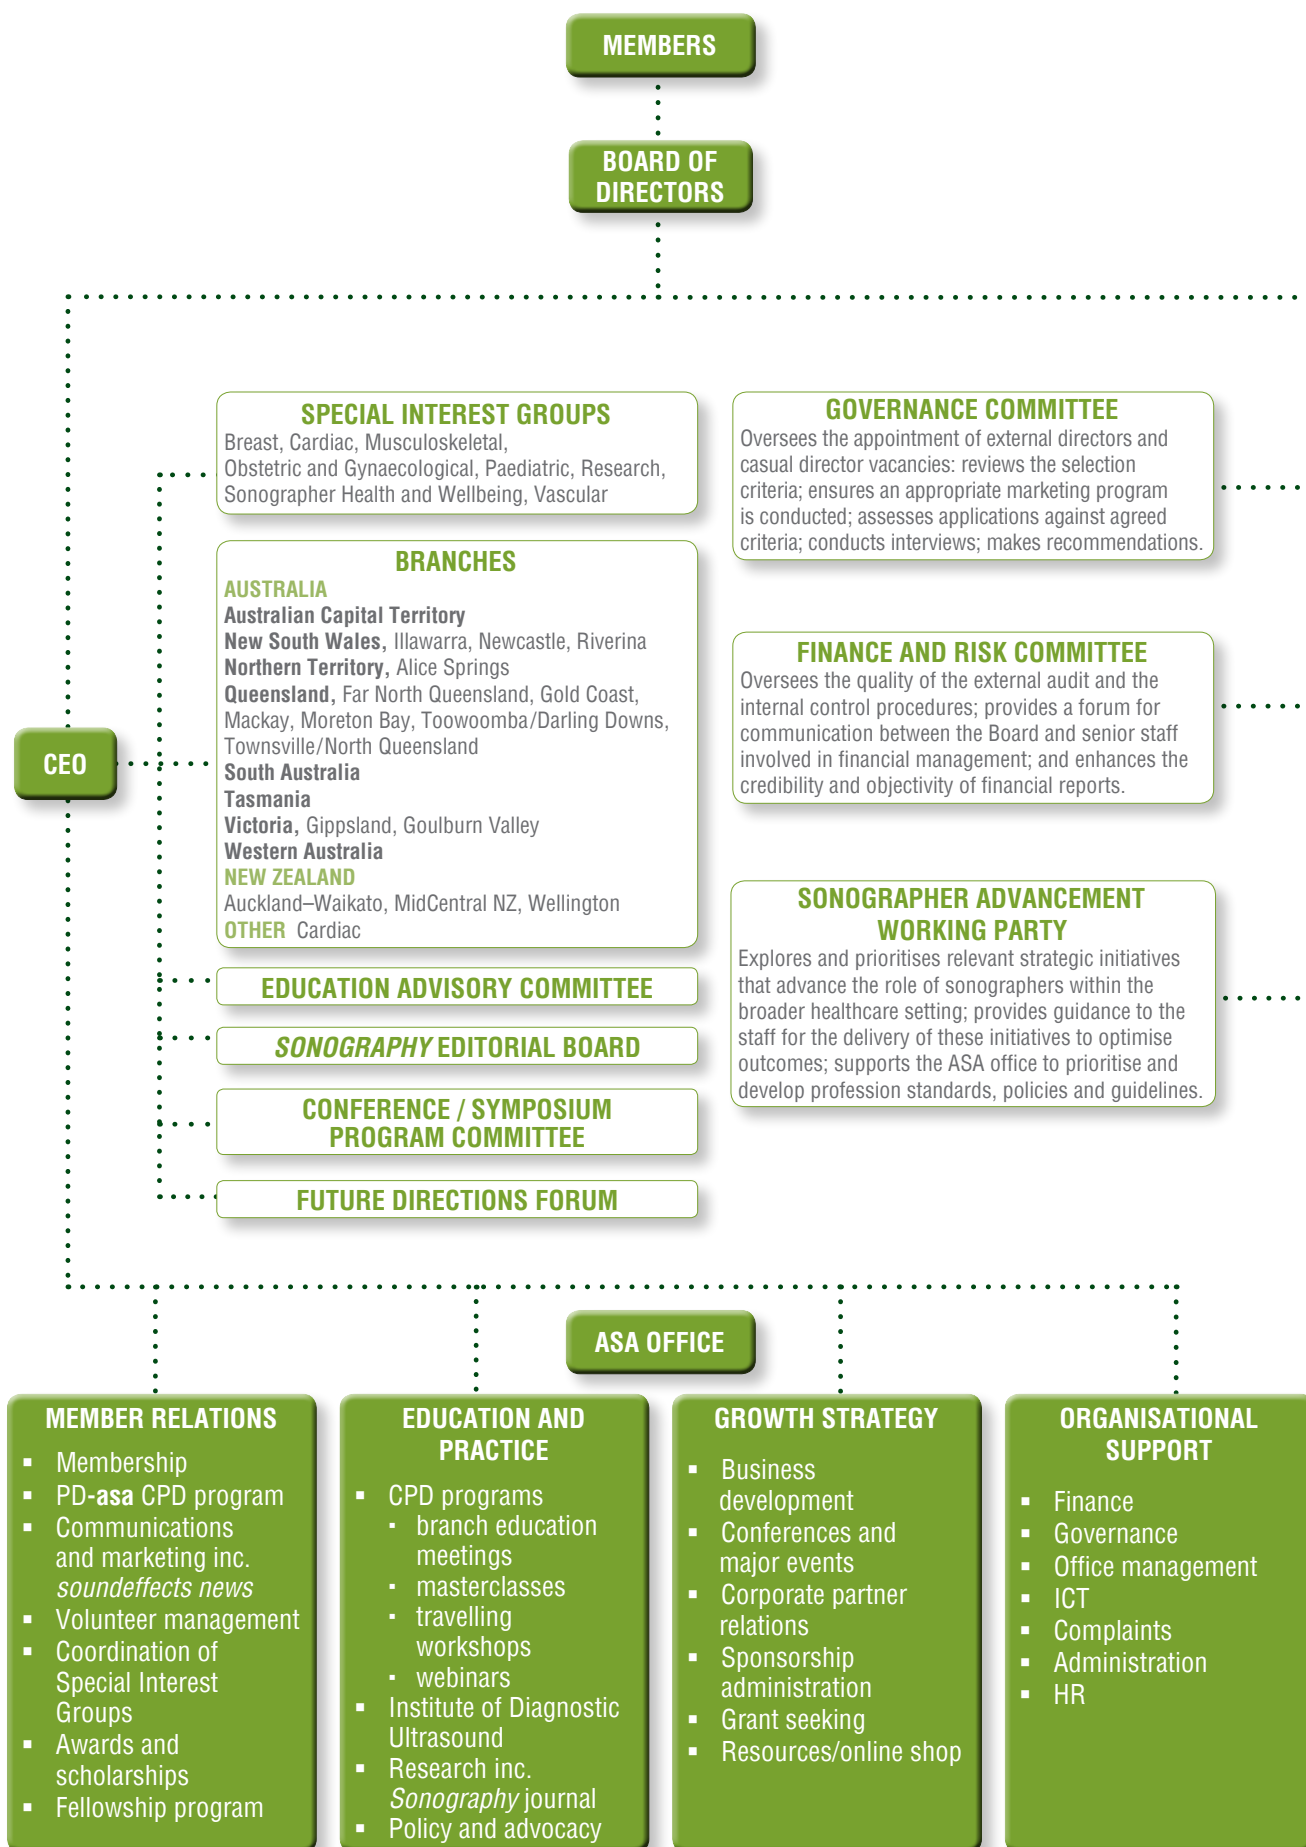 MEMBERS
BOARD OF
DIRECTORS
SPECIAL INTEREST GROUPS
Breast, Cardiac, Musculoskeletal,
Obstetric and Gynaecological, Paediatric, Research,
Sonographer Health and Wellbeing, Vascular
GOVERNANCE COMMITTEE
Oversees the appointment of external directors and
casual director vacancies: reviews the selection
criteria; ensures an appropriate marketing program
is conducted; assesses applications against agreed
criteria; conducts interviews; makes recommendations.
BRANCHES
AUSTRALIA
Australian Capital Territory
New South Wales, Illawarra, Newcastle, Riverina
Northern Territory, Alice Springs
Queensland, Far North Queensland, Gold Coast,
Mackay, Moreton Bay, Toowoomba/Darling Downs,
Townsville/North Queensland
South Australia
Tasmania
Victoria, Gippsland, Goulburn Valley
Western Australia
NEW ZEALAND
Auckland–Waikato, MidCentral NZ, Wellington
OTHER Cardiac
FINANCE AND RISK COMMITTEE
Oversees the quality of the external audit and the
internal control procedures; provides a forum for
communication between the Board and senior staff
involved in financial management; and enhances the
credibility and objectivity of financial reports.
CEO
SONOGRAPHER ADVANCEMENT
WORKING PARTY
Explores and prioritises relevant strategic initiatives
that advance the role of sonographers within the
broader healthcare setting; provides guidance to the
staff for the delivery of these initiatives to optimise
outcomes; supports the ASA office to prioritise and
develop profession standards, policies and guidelines.
EDUCATION ADVISORY COMMITTEE
SONOGRAPHY EDITORIAL BOARD
CONFERENCE / SYMPOSIUM
PROGRAM COMMITTEE
FUTURE DIRECTIONS FORUM
ASA OFFICE
MEMBER RELATIONS
▪ Membership
▪ PD-asa CPD program
▪ Communications
and marketing inc.
soundeffects news
▪ Volunteer management
▪ Coordination of
Special Interest
Groups
▪ Awards and
scholarships
▪ Fellowship program
EDUCATION AND
PRACTICE
▪ CPD programs
▪ branch education
meetings
▪ masterclasses
▪ travelling
workshops
▪ webinars
▪ Institute of Diagnostic
Ultrasound
▪ Research inc.
Sonography journal
▪ Policy and advocacy
GROWTH STRATEGY
▪ Business
development
▪ Conferences and
major events
▪ Corporate partner
relations
▪ Sponsorship
administration
▪ Grant seeking
▪ Resources/online shop
ORGANISATIONAL
SUPPORT
▪ Finance
▪ Governance
▪ Office management
▪ ICT
▪ Complaints
▪ Administration
▪ HR